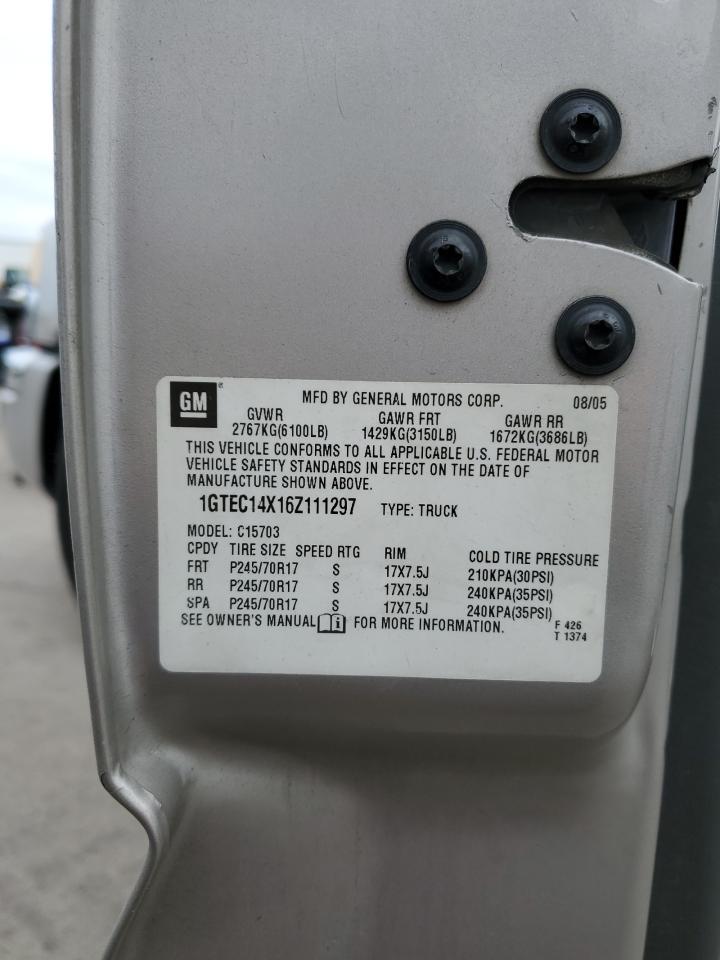 GM ® MFD BY GENERAL MOTORS CORP. 08/05
GVWR GAWR FRT GAWR RR
2767KG(6100LB) 1429KG(3150LB) 1672KG(3686LB)
THIS VEHICLE CONFORMS TO ALL APPLICABLE U.S. FEDERAL MOTOR
VEHICLE SAFETY STANDARDS IN EFFECT ON THE DATE OF
MANUFACTURE SHOWN ABOVE.
1GTEC14X16Z111297 TYPE: TRUCK
MODEL: C15703
CPDY TIRE SIZE SPEED RTG RIM COLD TIRE PRESSURE
FRT P245/70R17 S 17X7.5J 210KPA(30PSI)
RR P245/70R17 S 17X7.5J 240KPA(35PSI)
SPA P245/70R17 S 17X7.5J 240KPA(35PSI)
SEE OWNER'S MANUAL i FOR MORE INFORMATION. F 426
T 1374